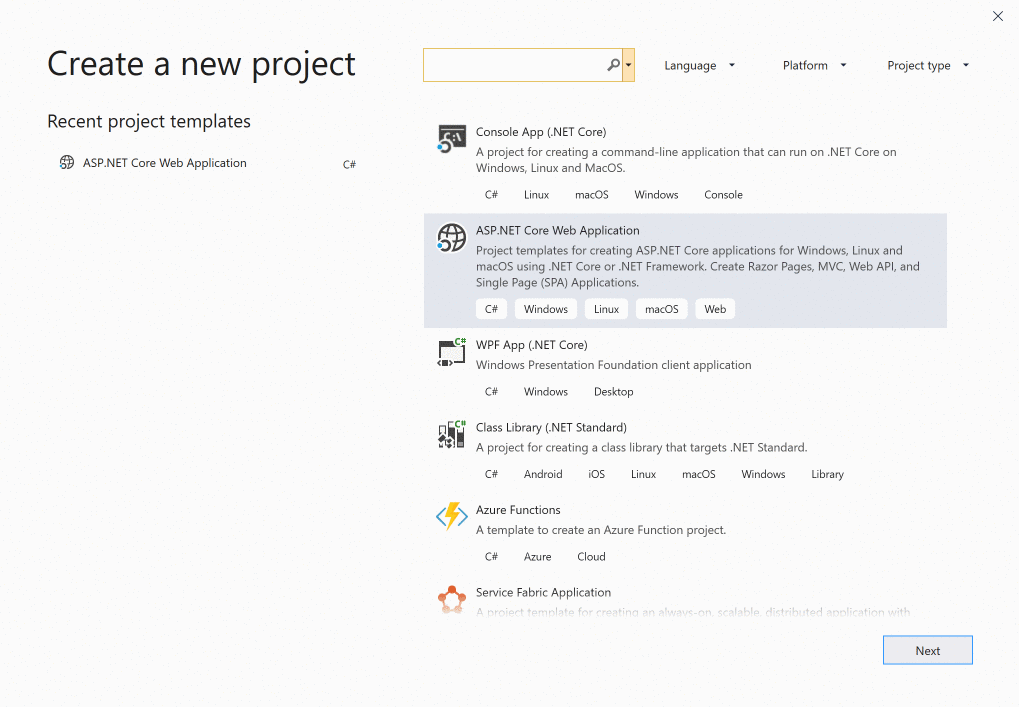 Create a new project
Language
Platform
Project type
Recent project templates
ASP.NET Core Web Application
C#
Console App (.NET Core)
A project for creating a command-line application that can run on .NET Core on
Windows, Linux and MacOS.
C# Linux macOS Windows Console
ASP.NET Core Web Application
Project templates for creating ASP.NET Core applications for Windows, Linux and
macOS using .NET Core or .NET Framework. Create Razor Pages, MVC, Web API, and
Single Page (SPA) Applications.
C# Windows Linux macOS Web
C#
WPF App (.NET Core)
Windows Presentation Foundation client application
C# Windows Desktop
C#
Class Library (.NET Standard)
A project for creating a class library that targets .NET Standard.
C# Android iOS Linux macOS Windows Library
Azure Functions
A template to create an Azure Function project.
C# Azure Cloud
Service Fabric Application
A project template for creating an always-on, scalable, distributed application with
Next